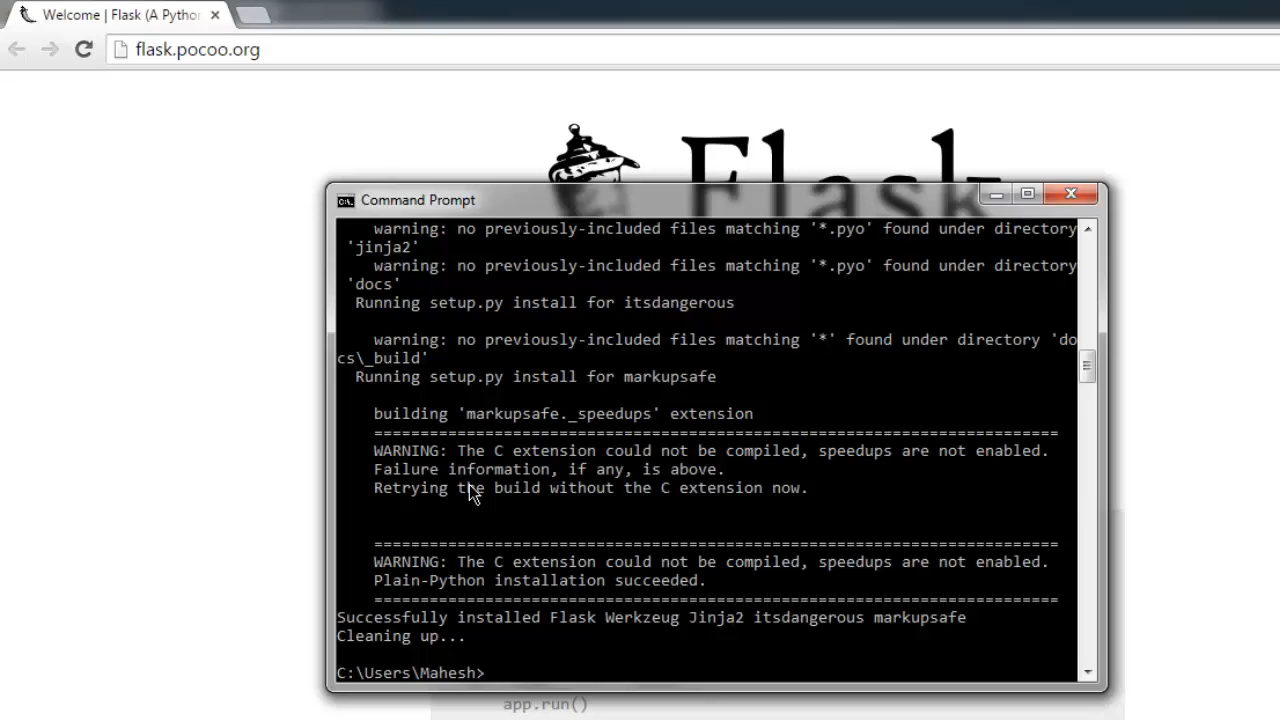 Welcome | Flask (A Pytho
flask.pocoo.org
Flask
Command Prompt
warning: no previously-included files matching '*.pyo' found under directory
'jinja2'
warning: no previously-included files matching '*.pyo' found under directory
'docs'
Running setup.py install for itsdangerous
warning: no previously-included files matching '*' found under directory 'do
cs\_build'
Running setup.py install for markupsafe
building 'markupsafe._speedups' extension
==========================================================================
WARNING: The C extension could not be compiled, speedups are not enabled.
Failure information, if any, is above.
Retrying the build without the C extension now.
==========================================================================
WARNING: The C extension could not be compiled, speedups are not enabled.
Plain-Python installation succeeded.
==========================================================================
Successfully installed Flask Werkzeug Jinja2 itsdangerous markupsafe
Cleaning up...
C:\Users\Mahesh>
app.run()